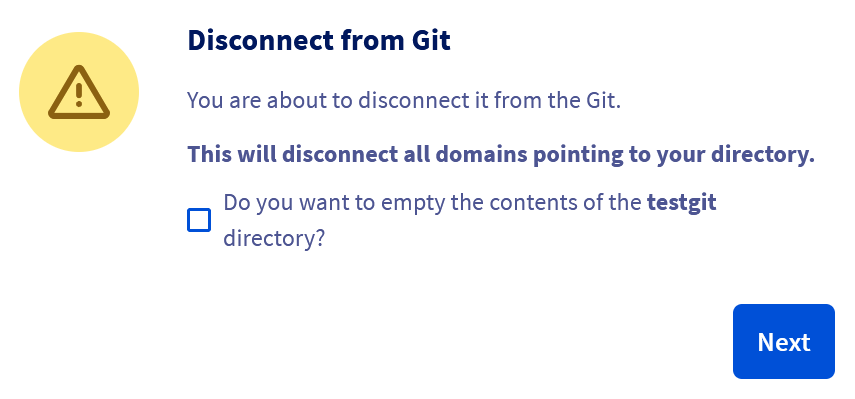 Disconnect from Git
You are about to disconnect it from the Git.
This will disconnect all domains pointing to your directory.
Do you want to empty the contents of the testgit
directory?
Next